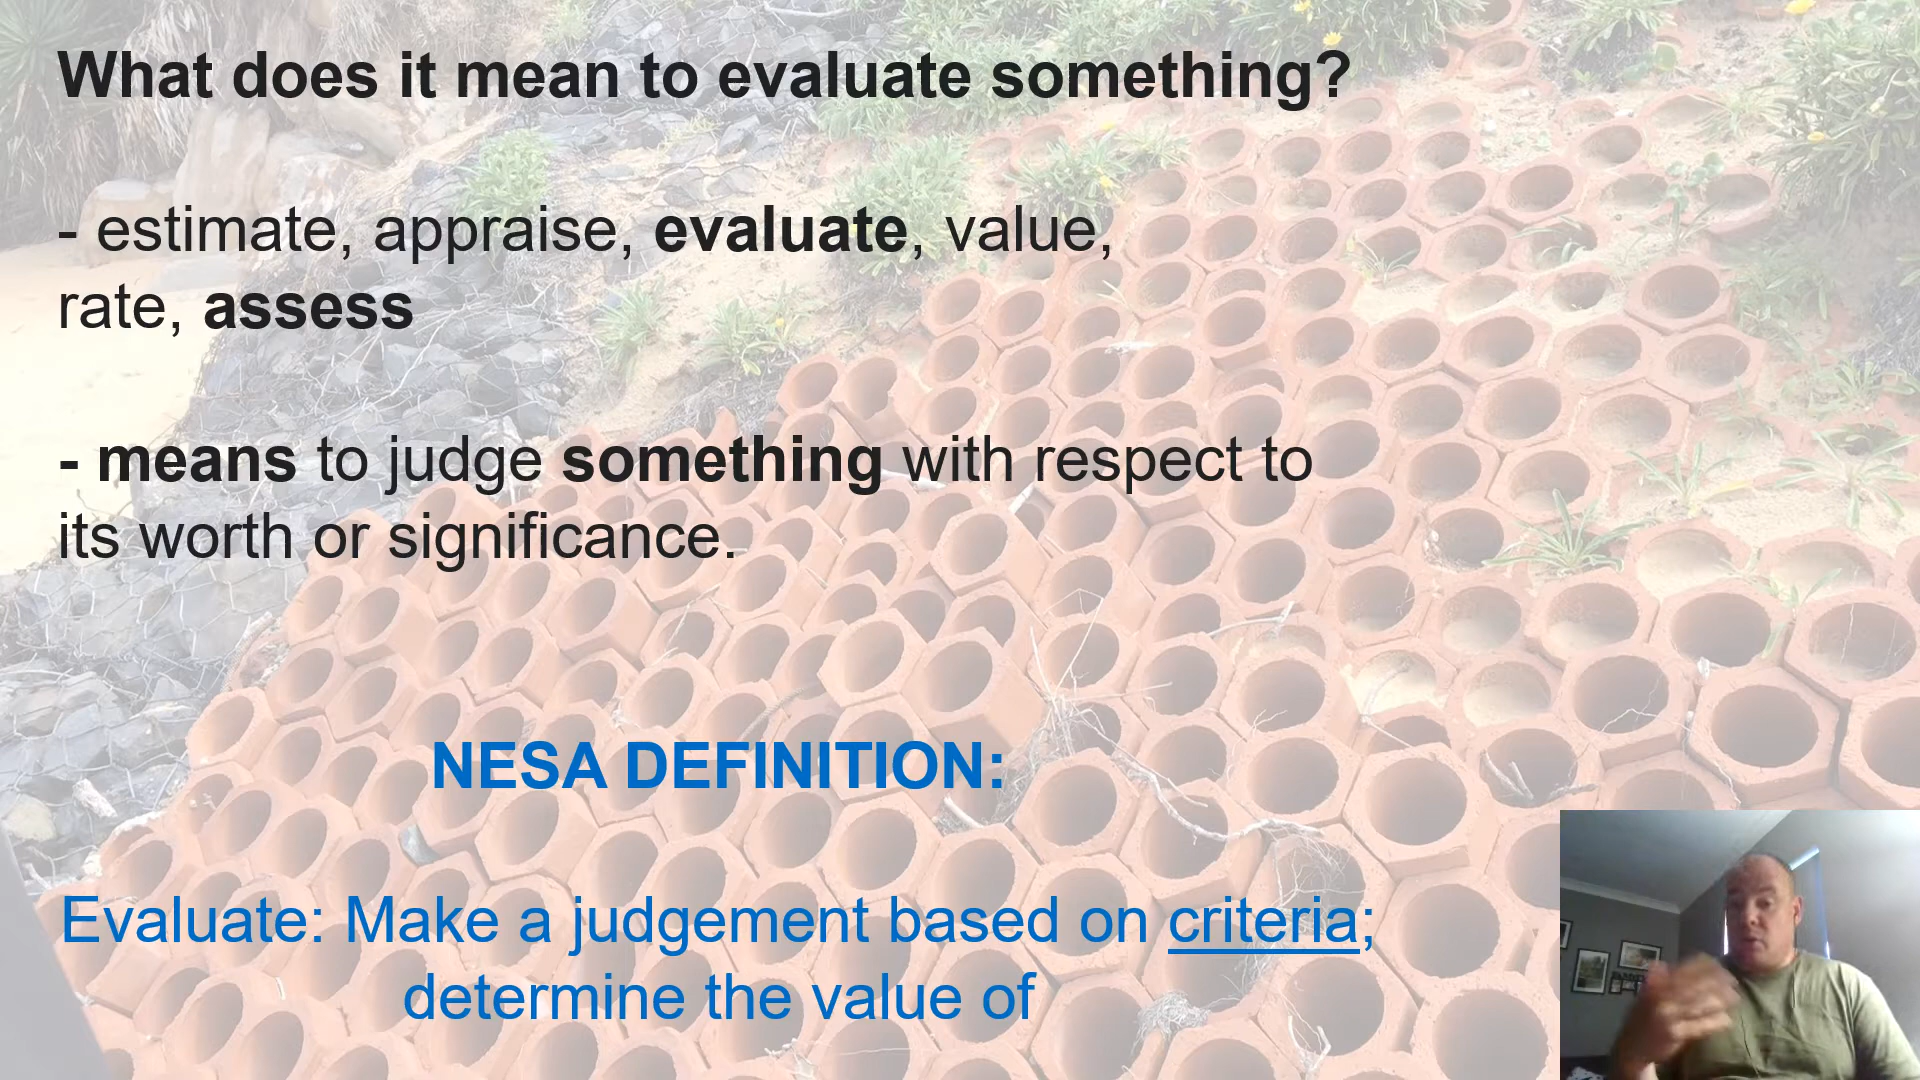 What does it mean to evaluate something?
- estimate, appraise, evaluate, value,
rate, assess
- means to judge something with respect to
its worth or significance.
NESA DEFINITION:
Evaluate: Make a judgement based on criteria;
determine the value of